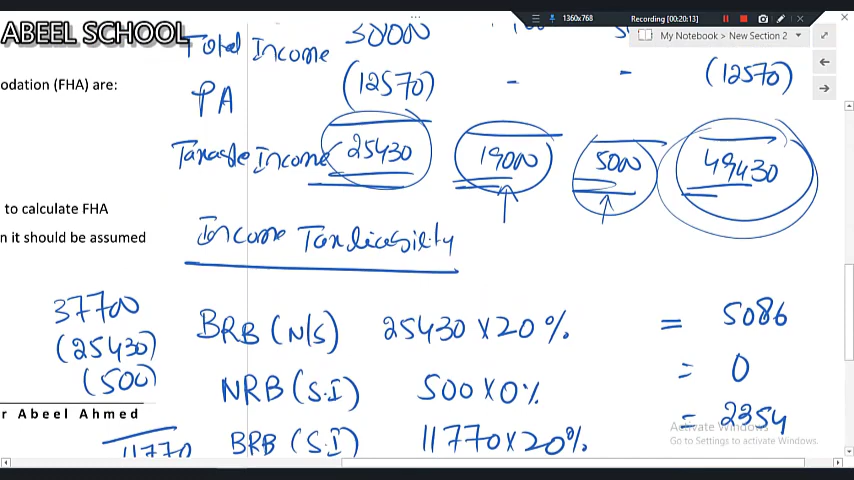 1360x768
Recording [00:20:13]
ABEEL SCHOOL
My Notebook > New Section 2
Total Income 38000
odation (FHA) are:
PA (12570) - - (12570)
Taxable Income 25430 19000 5000 49430
to calculate FHA
n it should be assumed
Income Tax liability
37700
(25430)
(500)
11770
BRB (N/S) 25430 X 20% = 5086
NRB (S.I) 500 X 0% = 0
BRB (S.I) 11770 X 20% = 2354
r Abeel Ahmed
Activate Windows
Go to Settings to activate Windows.